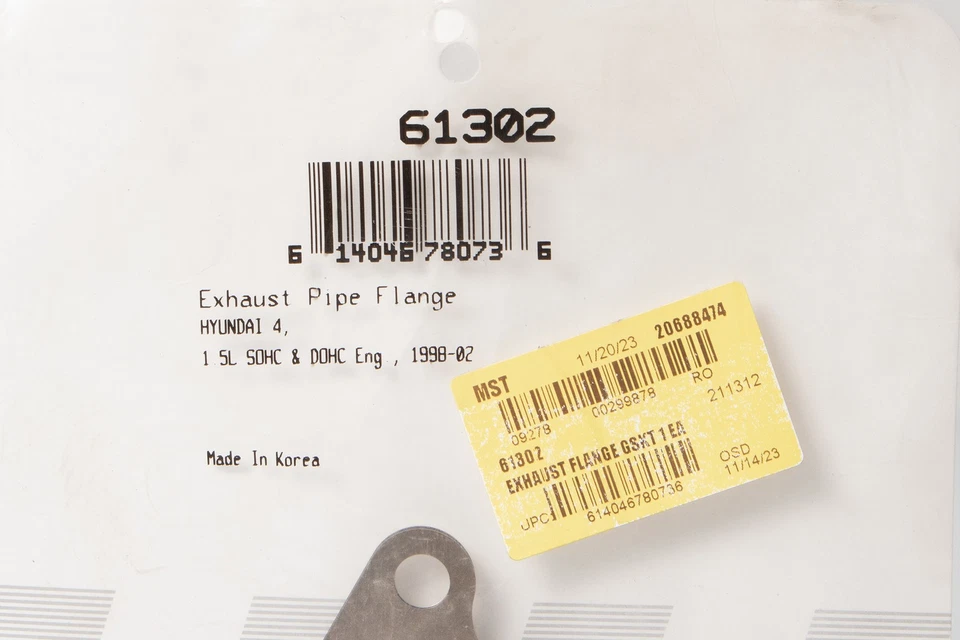 61302
6 14046 78073 6
Exhaust Pipe Flange
HYUNDAI 4,
1 5L SOHC & DOHC Eng , 1998-02
Made In Korea
MST 11/20/23 20688474
09278 00299878 RO 211312
61302
EXHAUST FLANGE GSKT 1 EA
OSD
11/14/23
UPC 614046780736